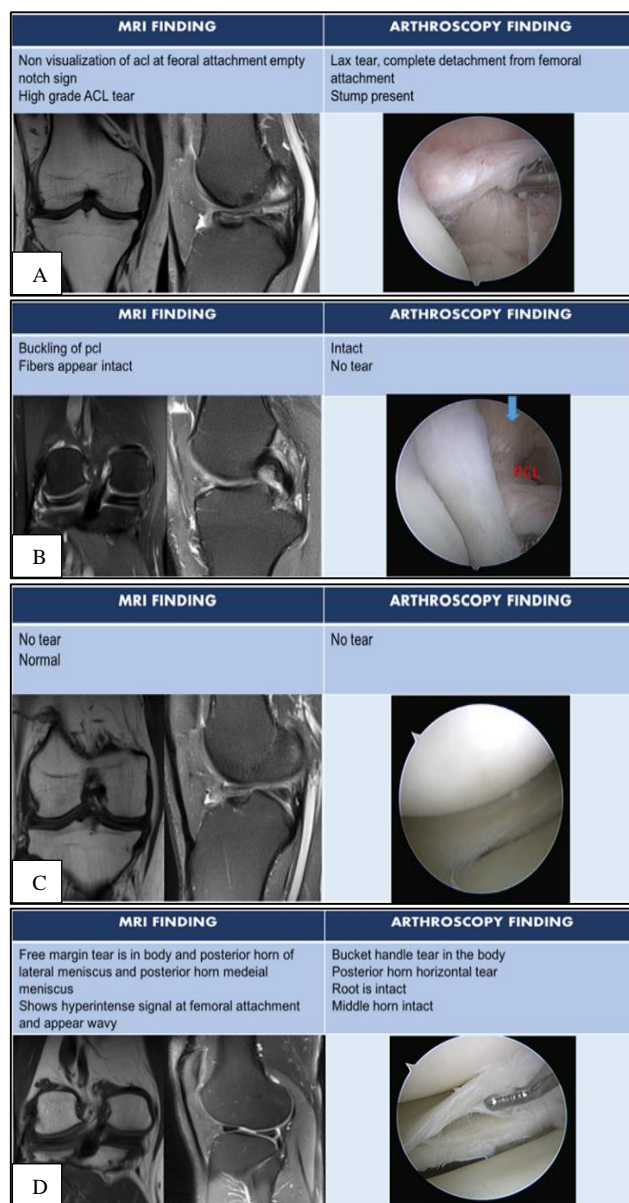 MRI FINDING
ARTHROSCOPY FINDING
Non visualization of acl at feoral attachment empty
notch sign
High grade ACL tear
Lax tear, complete detachment from femoral
attachment
Stump present
A
MRI FINDING
ARTHROSCOPY FINDING
Buckling of pcl
Fibers appear intact
Intact
No tear
PCL
B
MRI FINDING
ARTHROSCOPY FINDING
No tear
Normal
No tear
C
MRI FINDING
ARTHROSCOPY FINDING
Free margin tear is in body and posterior horn of
lateral meniscus and posterior horn medeial
meniscus
Shows hyperintense signal at femoral attachment
and appear wavy
Bucket handle tear in the body
Posterior horn horizontal tear
Root is intact
Middle horn intact
D